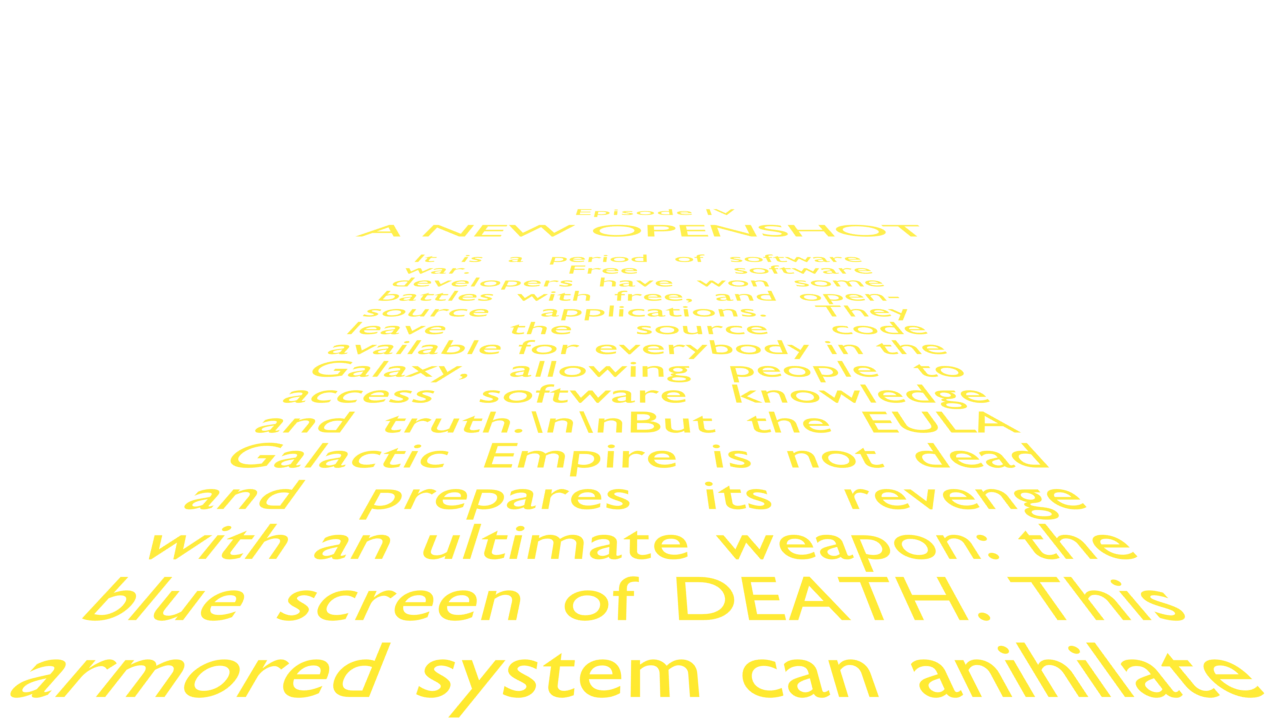 Episode IV
A NEW OPENSHOT
It is a period of software
war. Free software
developers have won some
battles with free, and open-
source applications. They
leave the source code
available for everybody in the
Galaxy, allowing people to
access software knowledge
and truth.\n\nBut the EULA
Galactic Empire is not dead
and prepares its revenge
with an ultimate weapon: the
blue screen of DEATH. This
armored system can anihilate